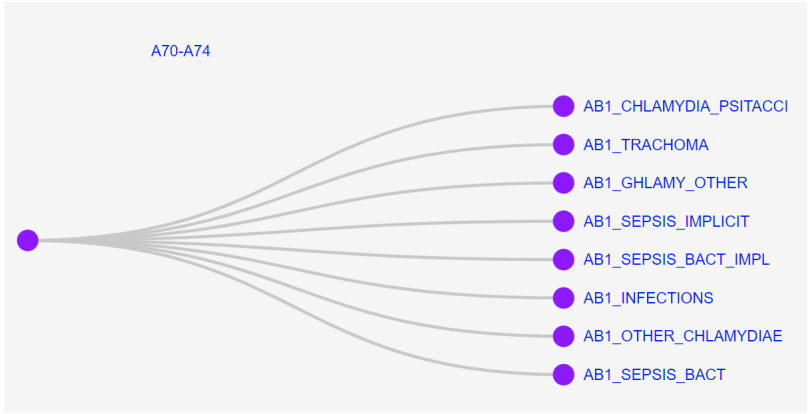 A70-A74
AB1_CHLAMYDIA_PSITACCI
AB1_TRACHOMA
AB1_GHLAMY_OTHER
AB1_SEPSIS_IMPLICIT
AB1_SEPSIS_BACT_IMPL
AB1_INFECTIONS
AB1_OTHER_CHLAMYDIAE
AB1_SEPSIS_BACT